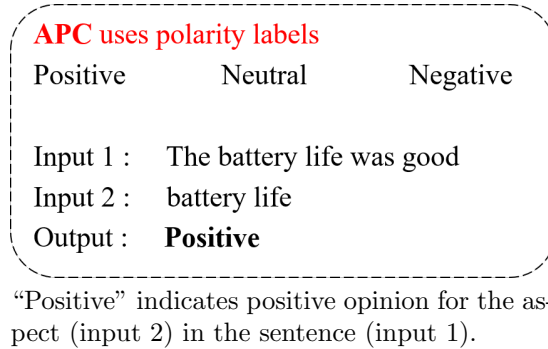 APC uses polarity labels
Positive Neutral Negative
Input 1 : The battery life was good
Input 2 : battery life
Output : Positive
“Positive” indicates positive opinion for the as-
pect (input 2) in the sentence (input 1).